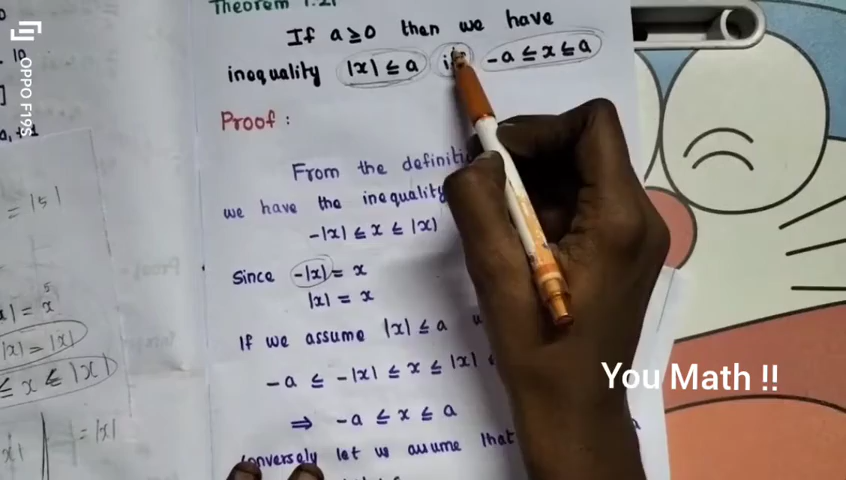 Theorem 1.21
If a ≥ 0 then we have
inequality |x| ≤ a -a ≤ x ≤ a
Proof :
From the
we have the inequality
-|x| ≤ x ≤ |x|
Since -|x| = x
|x| = x
If we assume |x| ≤ a
-a ≤ -|x| ≤ x ≤ |x|
⇒ -a ≤ x ≤ a
Conversely let us assume that
= |5|
|x| = |x|
≤ x ≤ |x|
= |x|
OPPO F19S
You Math !!